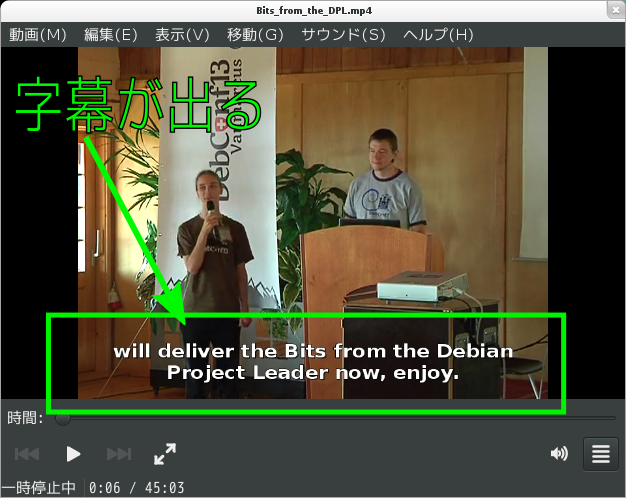 Bits_from_the_DPL.mp4
動画(M) 編集(E) 表示(V) 移動(G) サウンド(S) ヘルプ(H)
字幕が出る
DebConf13
Vaumarcus
will deliver the Bits from the Debian
Project Leader now, enjoy.
時間:
一時停止中 0:06 / 45:03